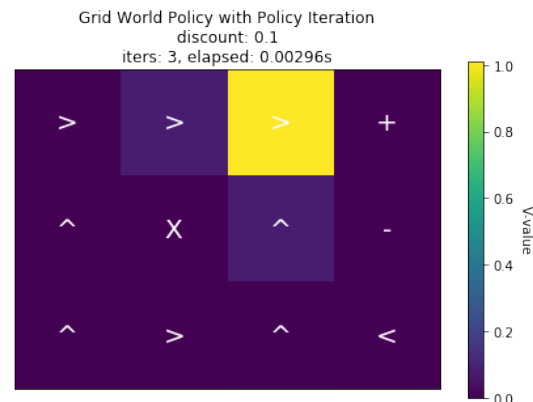 Grid World Policy with Policy Iteration
discount: 0.1
iters: 3, elapsed: 0.00296s
> > > +
^ X ^ -
^ > ^ <
1.0
0.8
0.6
0.4
0.2
0.0
V-value